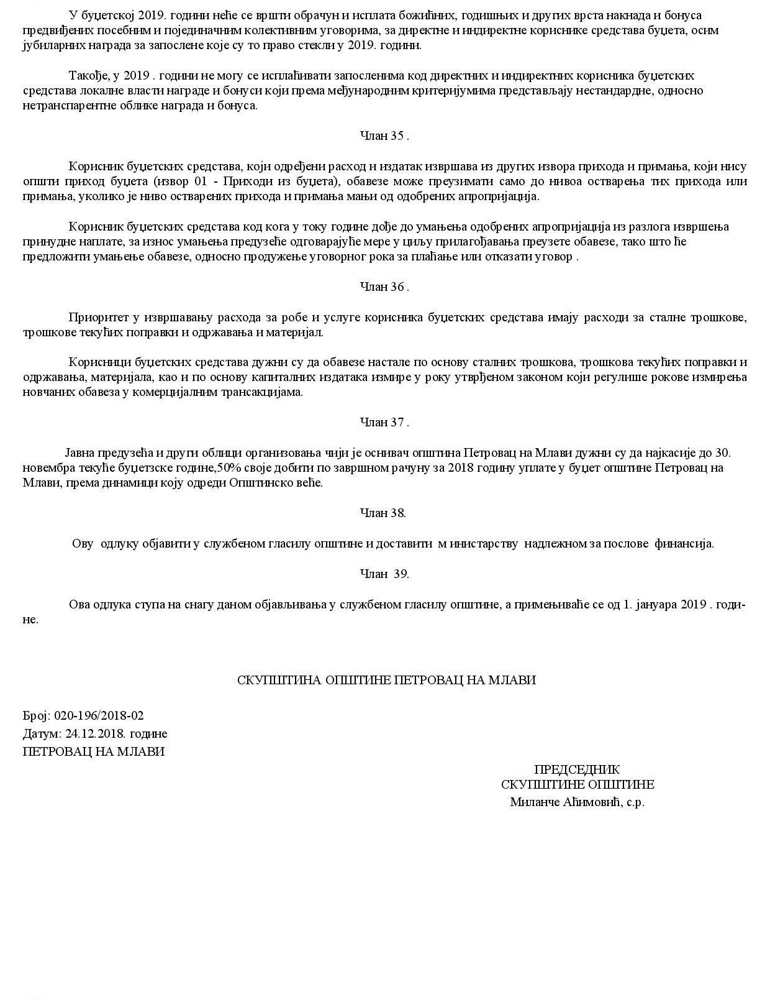 У буџетској 2019. години неће се вршти обрачун и исплата божићних, годишњих и других врста накнада и бонуса
предвиђених посебним и појединачним колективним уговорима, за директне и индиректне кориснике средстава буџета, осим
јубиларних награда за запослене које су то право стекли у 2019. години.
Такође, у 2019 . години не могу се исплаћивати запосленима код директних и индиректних корисника буџетских
средстава локалне власти награде и бонуси који према међународним критеријумима представљају нестандардне, односно
нетранспарентне облике награда и бонуса.
Члан 35 .
Корисник буџетских средстава, који одређени расход и издатак извршава из других извора прихода и примања, који нису
општи приход буџета (извор 01 - Приходи из буџета), обавезе може преузимати само до нивоа остварења тих прихода или
примања, уколико је ниво остварених прихода и примања мањи од одобрених апропријација.
Корисник буџетских средстава код кога у току године дође до умањења одобрених апропријација из разлога извршења
принудне наплате, за износ умањења предузеће одговарајуће мере у циљу прилагођавања преузете обавезе, тако што ће
предложити умањење обавезе, односно продужење уговорног рока за плаћање или отказати уговор .
Члан 36 .
Приоритет у извршавању расхода за робе и услуге корисника буџетских средстава имају расходи за сталне трошкове,
трошкове текућих поправки и одржавања и материјал.
Корисници буџетских средстава дужни су да обавезе настале по основу сталних трошкова, трошкова текућих поправки и
одржавања, материјала, као и по основу капиталних издатака измире у року утврђеном законом који регулише рокове измирења
новчаних обавеза у комерцијалним трансакцијама.
Члан 37 .
Јавна предузећа и други облици организовања чији је оснивач општина Петровац на Млави дужни су да најкасије до 30.
новембра текуће буџетзске године,50% своје добити по завршном рачуну за 2018 годину уплате у буџет општине Петровац на
Млави, према динамици коју одреди Општинско веће.
Члан 38.
Ову одлуку објавити у службеном гласилу општине и доставити м инистарству надлежном за послове финансија.
Члан 39.
Ова одлука ступа на снагу даном објављивања у службеном гласилу општине, а примењиваће се од 1. јануара 2019 . годи-
не.
СКУПШТИНА ОПШТИНЕ ПЕТРОВАЦ НА МЛАВИ
Број: 020-196/2018-02
Датум: 24.12.2018. године
ПЕТРОВАЦ НА МЛАВИ
ПРЕДСЕДНИК
СКУПШТИНЕ ОПШТИНЕ
Миланче Аћимовић, с.р.